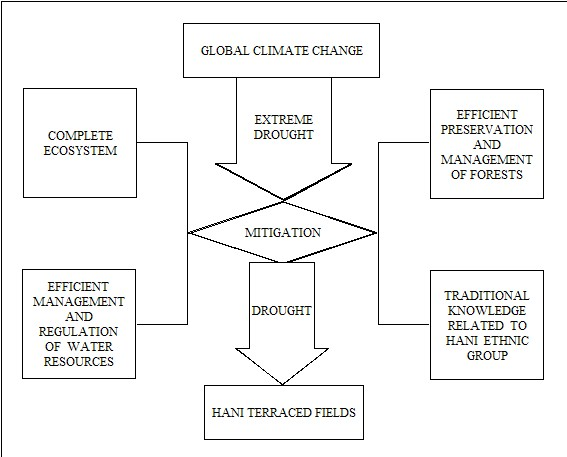 GLOBAL CLIMATE CHANGE
EXTREME
DROUGHT
COMPLETE
ECOSYSTEM
EFFICIENT
PRESERVATION
AND
MANAGEMENT
OF FORESTS
MITIGATION
EFFICIENT
MANAGEMENT
AND
REGULATION
OF WATER
RESOURCES
DROUGHT
TRADITIONAL
KNOWLEDGE
RELATED TO
HANI ETHNIC
GROUP
HANI TERRACED FIELDS